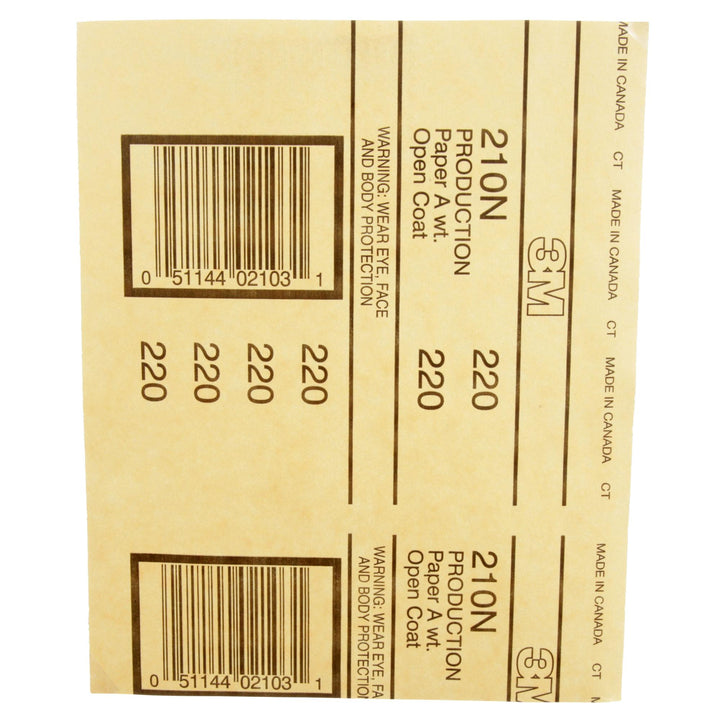 MADE IN CANADA CT MADE IN CANADA CT MADE IN CANADA CT MADE IN CANADA CT MADE IN
3M
210N
PRODUCTION
Paper A wt.
Open Coat
220
220
WARNING: WEAR EYE, FACE
AND BODY PROTECTION
220
220
220
220
0 51144 02103 1
3M
210N
PRODUCTION
Paper A wt.
Open Coat
WARNING: WEAR EYE, FA
AND BODY PROTECTION
0 51144 02103 1